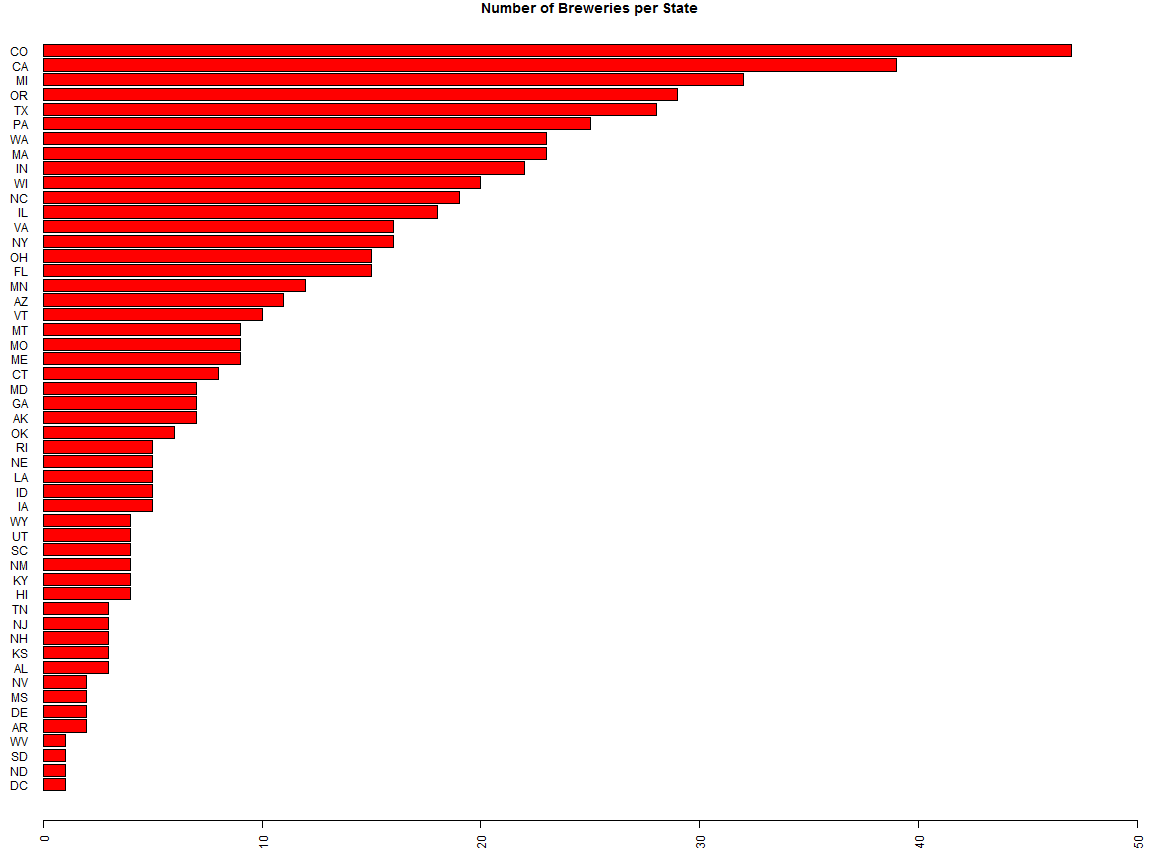 Number of Breweries per State
CO
CA
MI
OR
TX
PA
WA
MA
IN
WI
NC
IL
VA
NY
OH
FL
MN
AZ
VT
MT
MO
ME
CT
MD
GA
AK
OK
RI
NE
LA
ID
IA
WY
UT
SC
NM
KY
HI
TN
NJ
NH
KS
AL
NV
MS
DE
AR
WV
SD
ND
DC
0
10
20
30
40
50